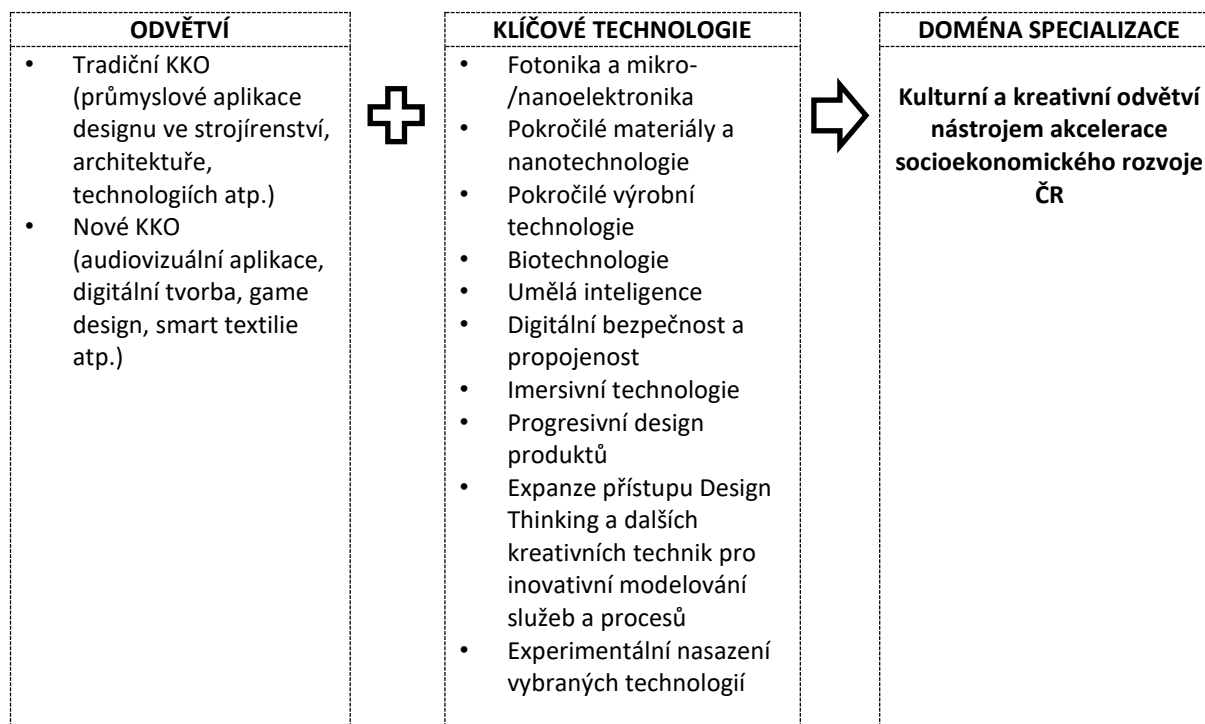 ODVĚTVÍ
• Tradiční KKO
(průmyslové aplikace
designu ve strojírenství,
architektuře,
technologiích atp.)
• Nové KKO
(audiovizuální aplikace,
digitální tvorba, game
design, smart textilie
atp.)
KLÍČOVÉ TECHNOLOGIE
• Fotonika a mikro-
/nanoelektronika
• Pokročilé materiály a
nanotechnologie
• Pokročilé výrobní
technologie
• Biotechnologie
• Umělá inteligence
• Digitální bezpečnost a
propojenost
• Imersivní technologie
• Progresivní design
produktů
• Expanze přístupu Design
Thinking a dalších
kreativních technik pro
inovativní modelování
služeb a procesů
• Experimentální nasazení
vybraných technologií
DOMÉNA SPECIALIZACE
Kulturní a kreativní odvětví
nástrojem akcelerace
socioekonomického rozvoje
ČR